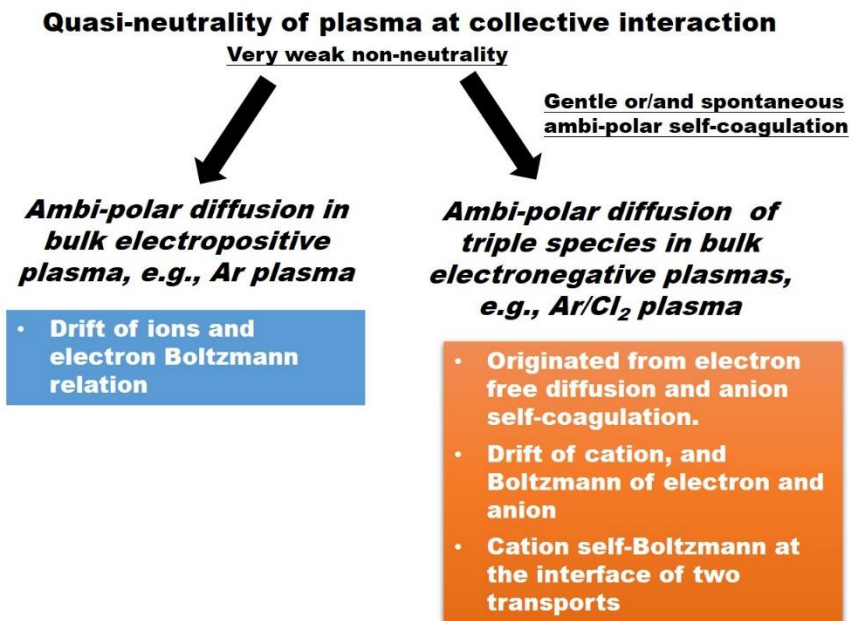 Quasi-neutrality of plasma at collective interaction
Very weak non-neutrality
Gentle or/and spontaneous
ambi-polar self-coagulation
Ambi-polar diffusion in
bulk electropositive
plasma, e.g., Ar plasma
• Drift of ions and
electron Boltzmann
relation
Ambi-polar diffusion of
triple species in bulk
electronegative plasmas,
e.g., Ar/Cl₂ plasma
• Originated from electron
free diffusion and anion
self-coagulation.
• Drift of cation, and
Boltzmann of electron and
anion
• Cation self-Boltzmann at
the interface of two
transports